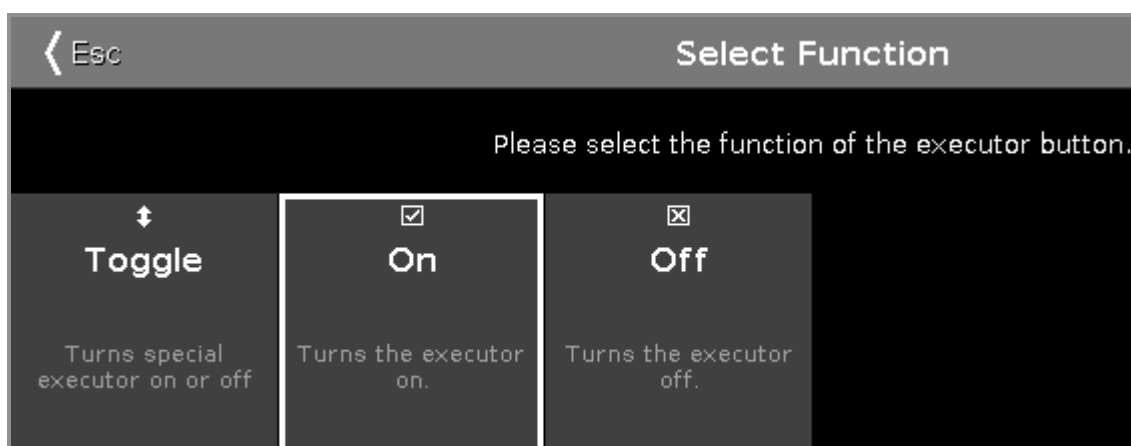 Esc
Select Function
Please select the function of the executor button.
Toggle
Turns special
executor on or off
On
Turns the executor
on.
Off
Turns the executor
off.